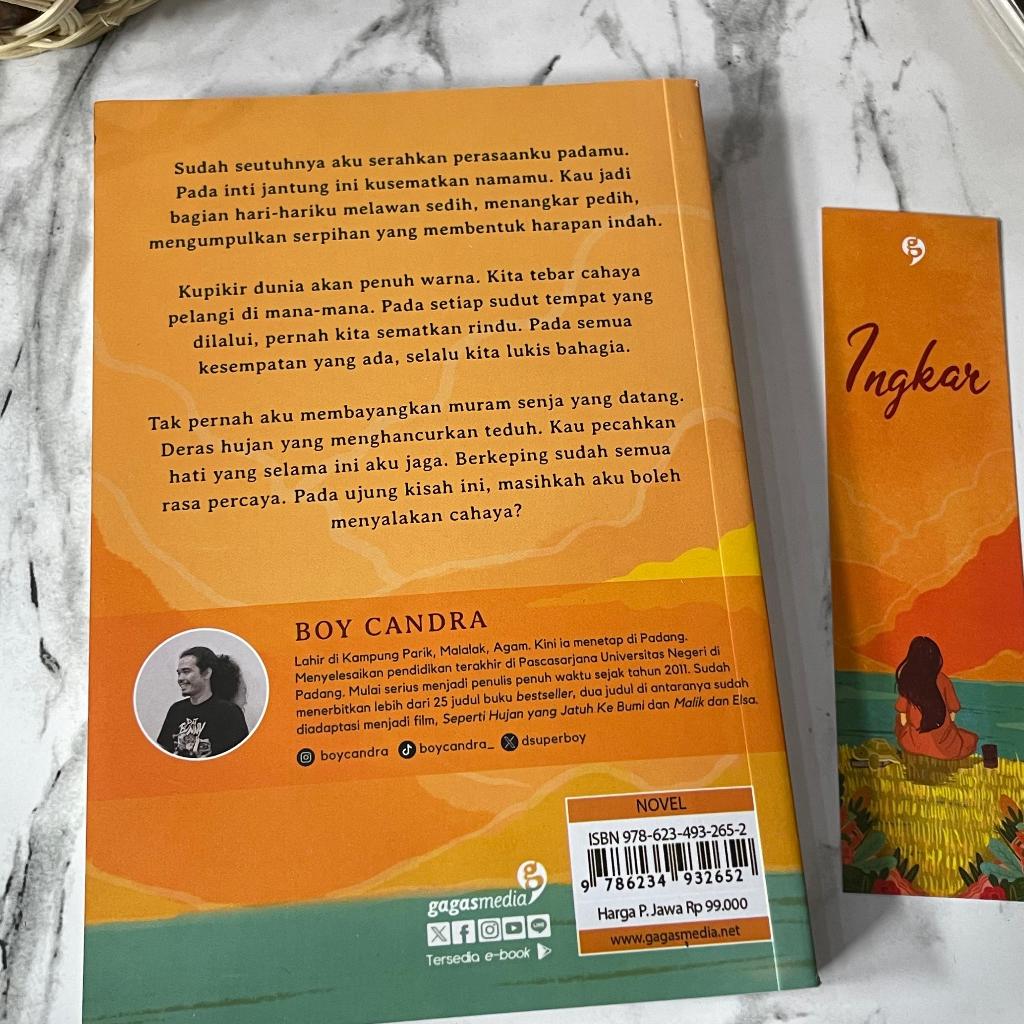 Sudah seutuhnya aku serahkan perasaanku padamu.
Pada inti jantung ini kusematkan namamu. Kau jadi
bagian hari-hariku melawan sedih, menangkar pedih,
mengumpulkan serpihan yang membentuk harapan indah.
Kupikir dunia akan penuh warna. Kita tebar cahaya
pelangi di mana-mana. Pada setiap sudut tempat yang
dilalui, pernah kita sematkan rindu. Pada semua
kesempatan yang ada, selalu kita lukis bahagia.
Tak pernah aku membayangkan muram senja yang datang.
Deras hujan yang menghancurkan teduh. Kau pecahkan
hati yang selama ini aku jaga. Berkeping sudah semua
rasa percaya. Pada ujung kisah ini, masihkah aku boleh
menyalakan cahaya?
BOY CANDRA
Lahir di Kampung Parik, Malalak, Agam. Kini ia menetap di Padang.
Menyelesaikan pendidikan terakhir di Pascasarjana Universitas Negeri di
Padang. Mulai serius menjadi penulis penuh waktu sejak tahun 2011. Sudah
menerbitkan lebih dari 25 judul buku bestseller, dua judul di antaranya sudah
diadaptasi menjadi film, Seperti Hujan yang Jatuh Ke Bumi dan Malik dan Elsa.
boycandra boycandra_ dsuperboy
NOVEL
ISBN 978-623-493-265-2
9 786234 932652
Harga P. Jawa Rp 99.000
www.gagasmedia.net
gagasmedia
LINE
Tersedia e-book
g
Ingkar